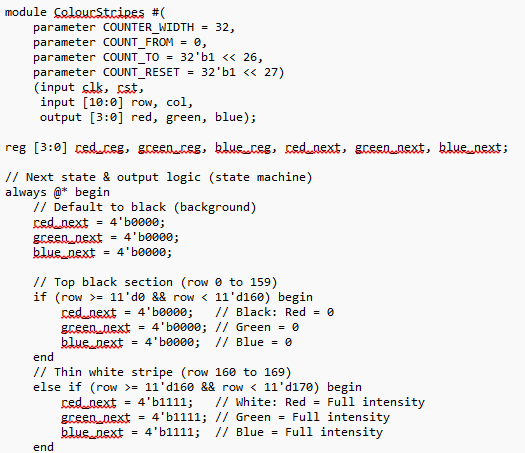 module ColourStripes #(
    parameter COUNTER_WIDTH = 32,
    parameter COUNT_FROM = 0,
    parameter COUNT_TO = 32'b1 << 26,
    parameter COUNT_RESET = 32'b1 << 27)
    (input clk, rst,
     input [10:0] row, col,
     output [3:0] red, green, blue);

reg [3:0] red_reg, green_reg, blue_reg, red_next, green_next, blue_next;

// Next state & output logic (state machine)
always @* begin
    // Default to black (background)
    red_next = 4'b0000;
    green_next = 4'b0000;
    blue_next = 4'b0000;

    // Top black section (row 0 to 159)
    if (row >= 11'd0 && row < 11'd160) begin
        red_next = 4'b0000;   // Black: Red = 0
        green_next = 4'b0000; // Green = 0
        blue_next = 4'b0000;  // Blue = 0
    end
    // Thin white stripe (row 160 to 169)
    else if (row >= 11'd160 && row < 11'd170) begin
        red_next = 4'b1111;   // White: Red = Full intensity
        green_next = 4'b1111; // Green = Full intensity
        blue_next = 4'b1111;  // Blue = Full intensity
    end